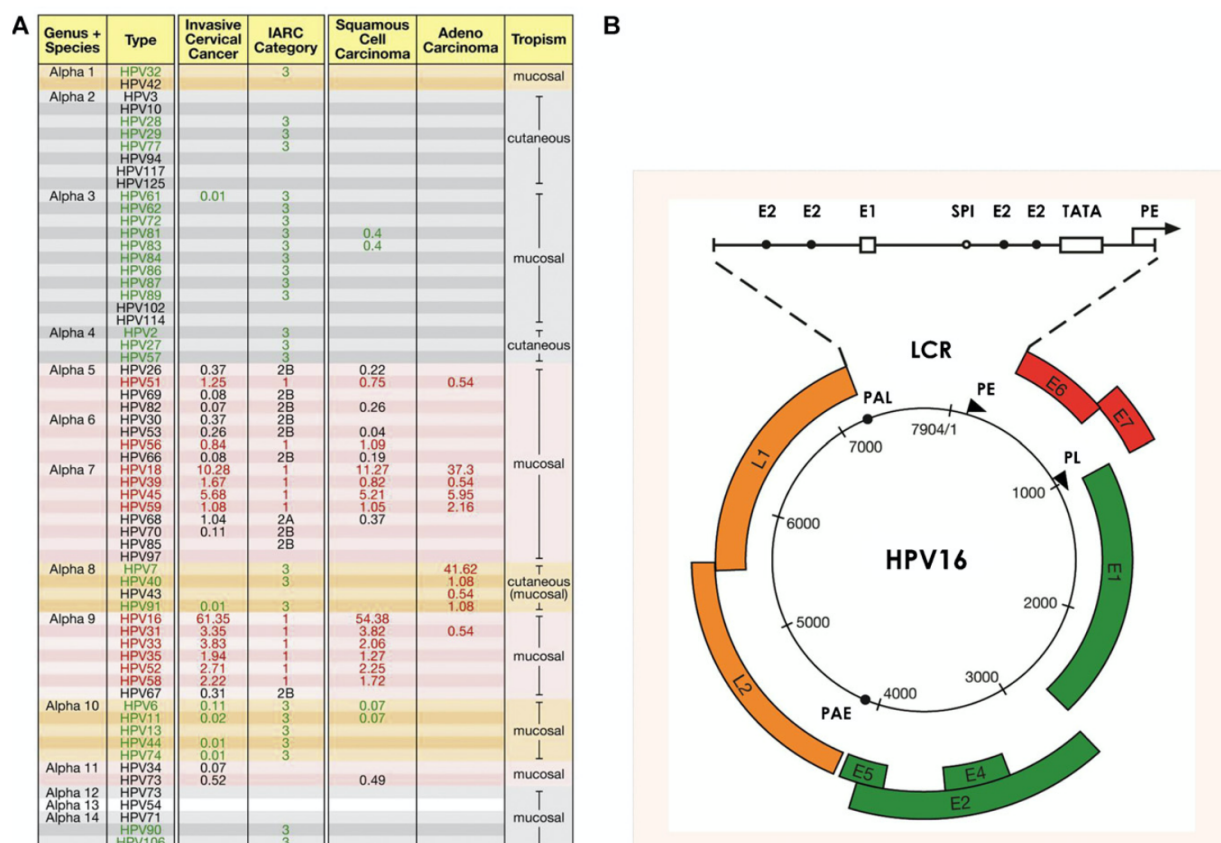 A
Genus + Species Type Invasive Cervical Cancer IARC Category Squamous Cell Carcinoma Adeno Carcinoma Tropism
Alpha 1 HPV32 3 mucosal
HPV42
Alpha 2 HPV3 cutaneous
HPV10
HPV28 3
HPV29 3
HPV77 3
HPV94
HPV117
HPV125
Alpha 3 HPV61 0.01 3 mucosal
HPV62 3
HPV72 3
HPV81 3 0.4
HPV83 3 0.4
HPV84 3
HPV86 3
HPV87 3
HPV89 3
HPV102
HPV114
Alpha 4 HPV2 3 cutaneous
HPV27 3
HPV57 3
Alpha 5 HPV26 0.37 2B 0.22 mucosal
HPV51 1.25 1 0.75 0.54
HPV69 0.08 2B
HPV82 0.07 2B 0.26
Alpha 6 HPV30 0.37 2B
HPV53 0.26 2B 0.04
HPV56 0.84 1 1.09
HPV66 0.08 2B 0.19
Alpha 7 HPV18 10.28 1 11.27 37.3
HPV39 1.67 1 0.82 0.54
HPV45 5.68 1 5.21 5.95
HPV59 1.08 1 1.05 2.16
HPV68 1.04 2A 0.37
HPV70 0.11 2B
HPV85 2B
HPV97
Alpha 8 HPV7 3 41.62 cutaneous (mucosal)
HPV40 3 1.08
HPV43 0.54
HPV91 0.01 3 1.08
Alpha 9 HPV16 61.35 1 54.38 mucosal
HPV31 3.35 1 3.82 0.54
HPV33 3.83 1 2.06
HPV35 1.94 1 1.27
HPV52 2.71 1 2.25
HPV58 2.22 1 1.72
HPV67 0.31 2B
Alpha 10 HPV6 0.11 3 0.07 mucosal
HPV11 0.02 3 0.07
HPV13 3
HPV44 0.01 3
HPV74 0.01 3
Alpha 11 HPV34 0.07 mucosal
HPV73 0.52 0.49
Alpha 12 HPV73 mucosal
Alpha 13 HPV54
Alpha 14 HPV71
HPV90 3
HPV106 3
B
E2 E2 E1 SPI E2 E2 TATA PE
LCR
E6
E7
PAL
PE
7904/1
7000
PL
1000
L1
6000
HPV16
E1
2000
5000
3000
4000
L2
PAE
E5
E4
E2